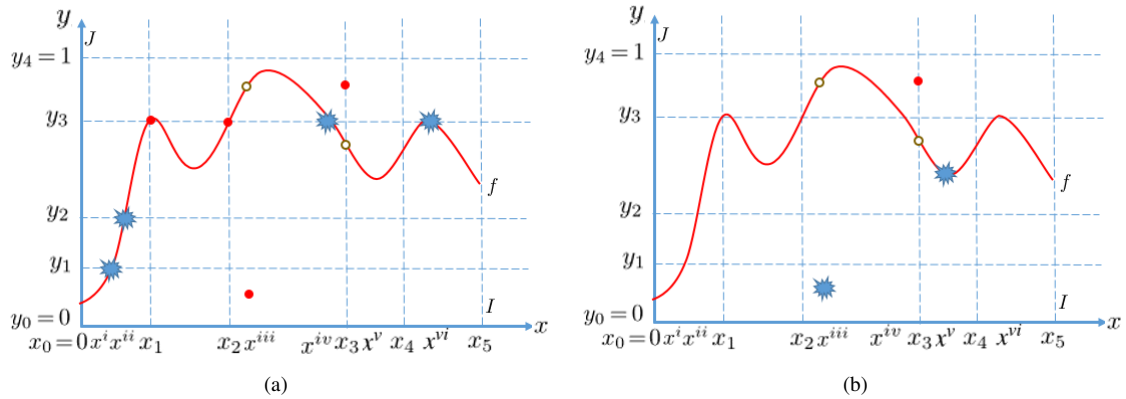 y
J
y₄ = 1
y₃
y₂
y₁
y₀ = 0
f
I
x
x₀ = 0 xⁱ xⁱⁱ x₁ x₂ xⁱⁱⁱ xⁱᵛ x₃ xᵛ x₄ xᵛⁱ x₅
(a)
y
J
y₄ = 1
y₃
y₂
y₁
y₀ = 0
f
I
x
x₀ = 0 xⁱ xⁱⁱ x₁ x₂ xⁱⁱⁱ xⁱᵛ x₃ xᵛ x₄ xᵛⁱ x₅
(b)